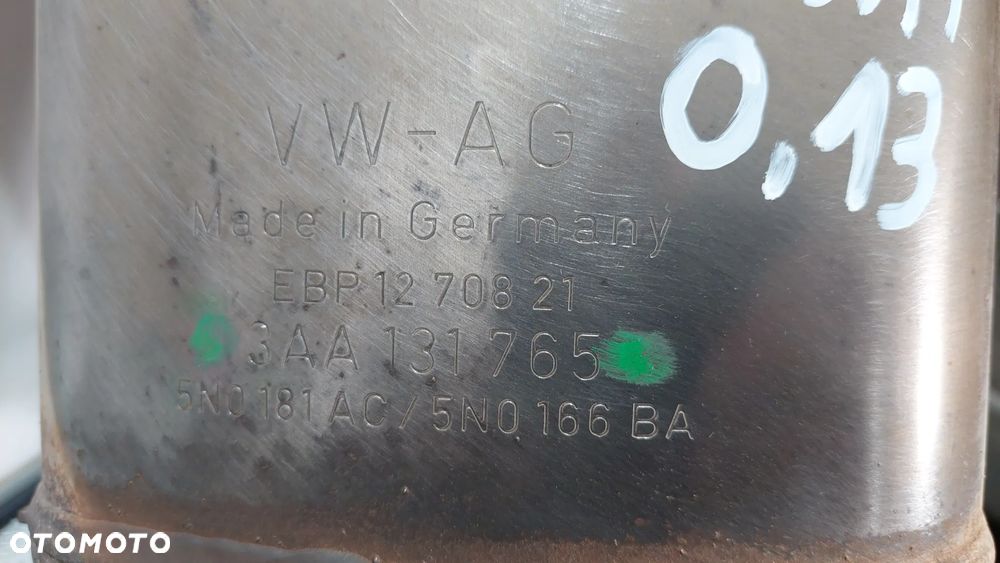 0,13
VW-AG
Made in Germany
EBP 12 708 21
3AA 131 765
5N0 181 AC / 5N0 166 BA
OTOMOTO